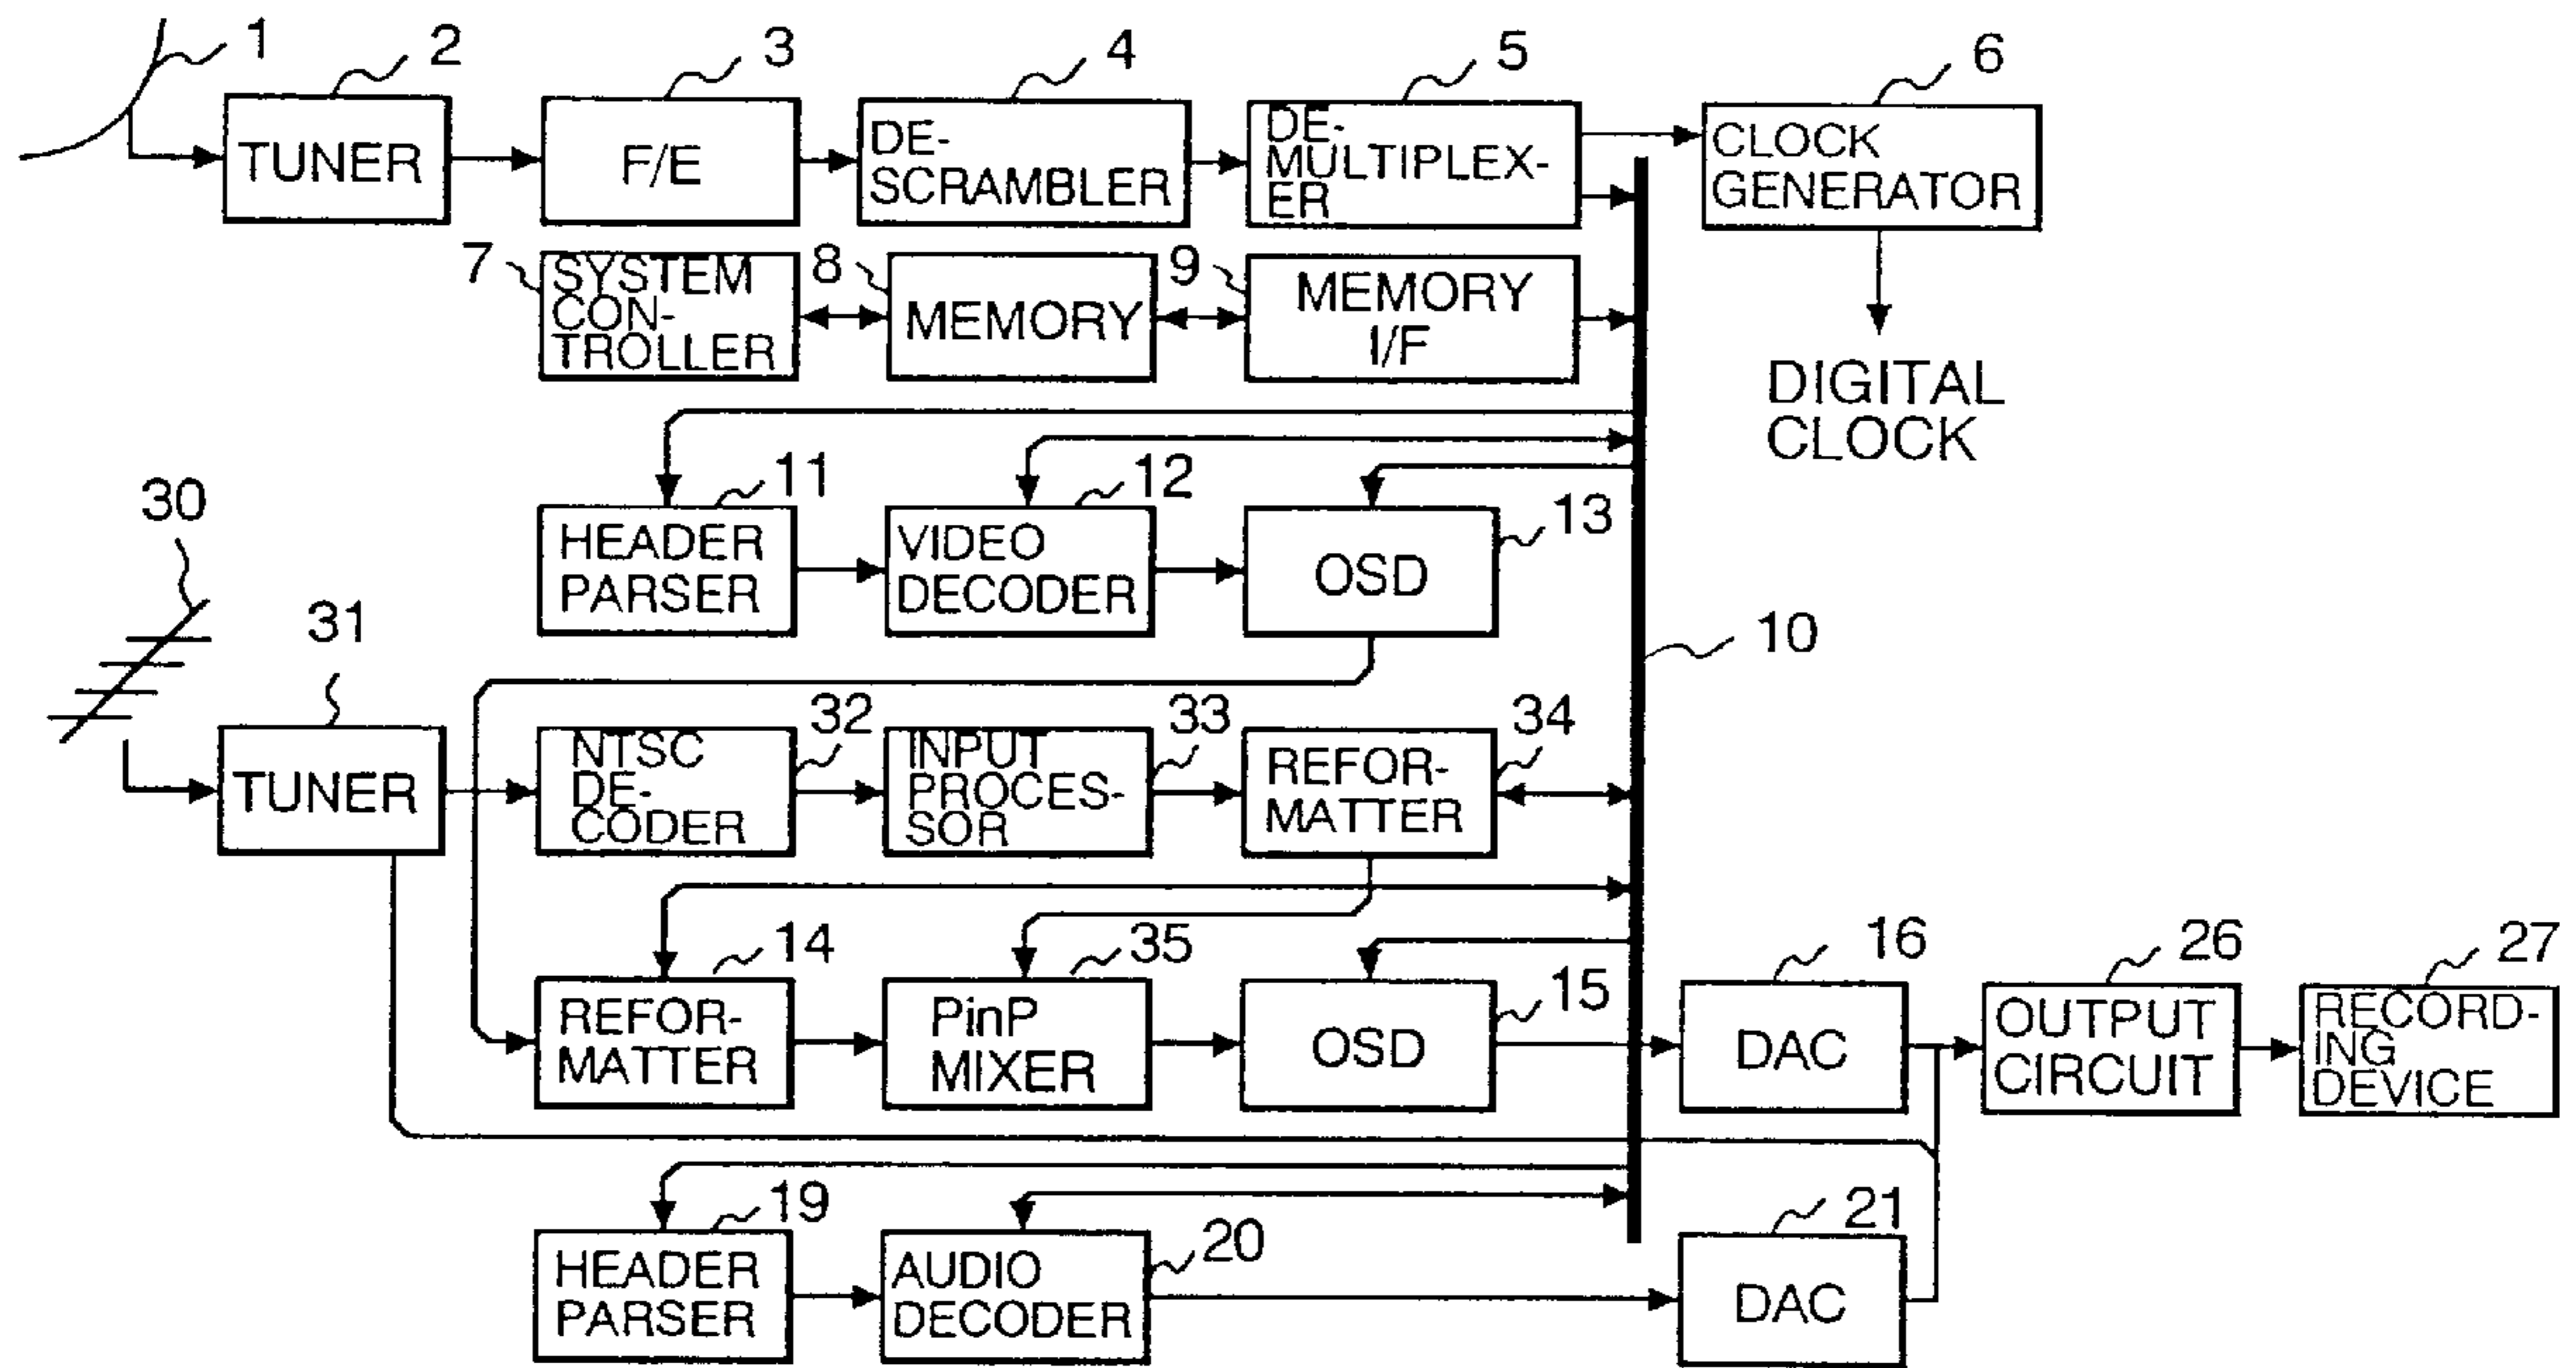 1
2
3
4
5
6
TUNER
F/E
DE-
SCRAMBLER
DE-
MULTIPLEX-
ER
CLOCK
GENERATOR
7
8
9
SYSTEM
CON-
TROLLER
MEMORY
MEMORY
I/F
DIGITAL
CLOCK
11
12
13
HEADER
PARSER
VIDEO
DECODER
OSD
30
31
10
32
33
34
TUNER
NTSC
DE-
CODER
INPUT
PROCES-
SOR
REFOR-
MATTER
14
35
15
16
26
27
REFOR-
MATTER
PinP
MIXER
OSD
DAC
OUTPUT
CIRCUIT
RECORD-
ING
DEVICE
19
20
21
HEADER
PARSER
AUDIO
DECODER
DAC